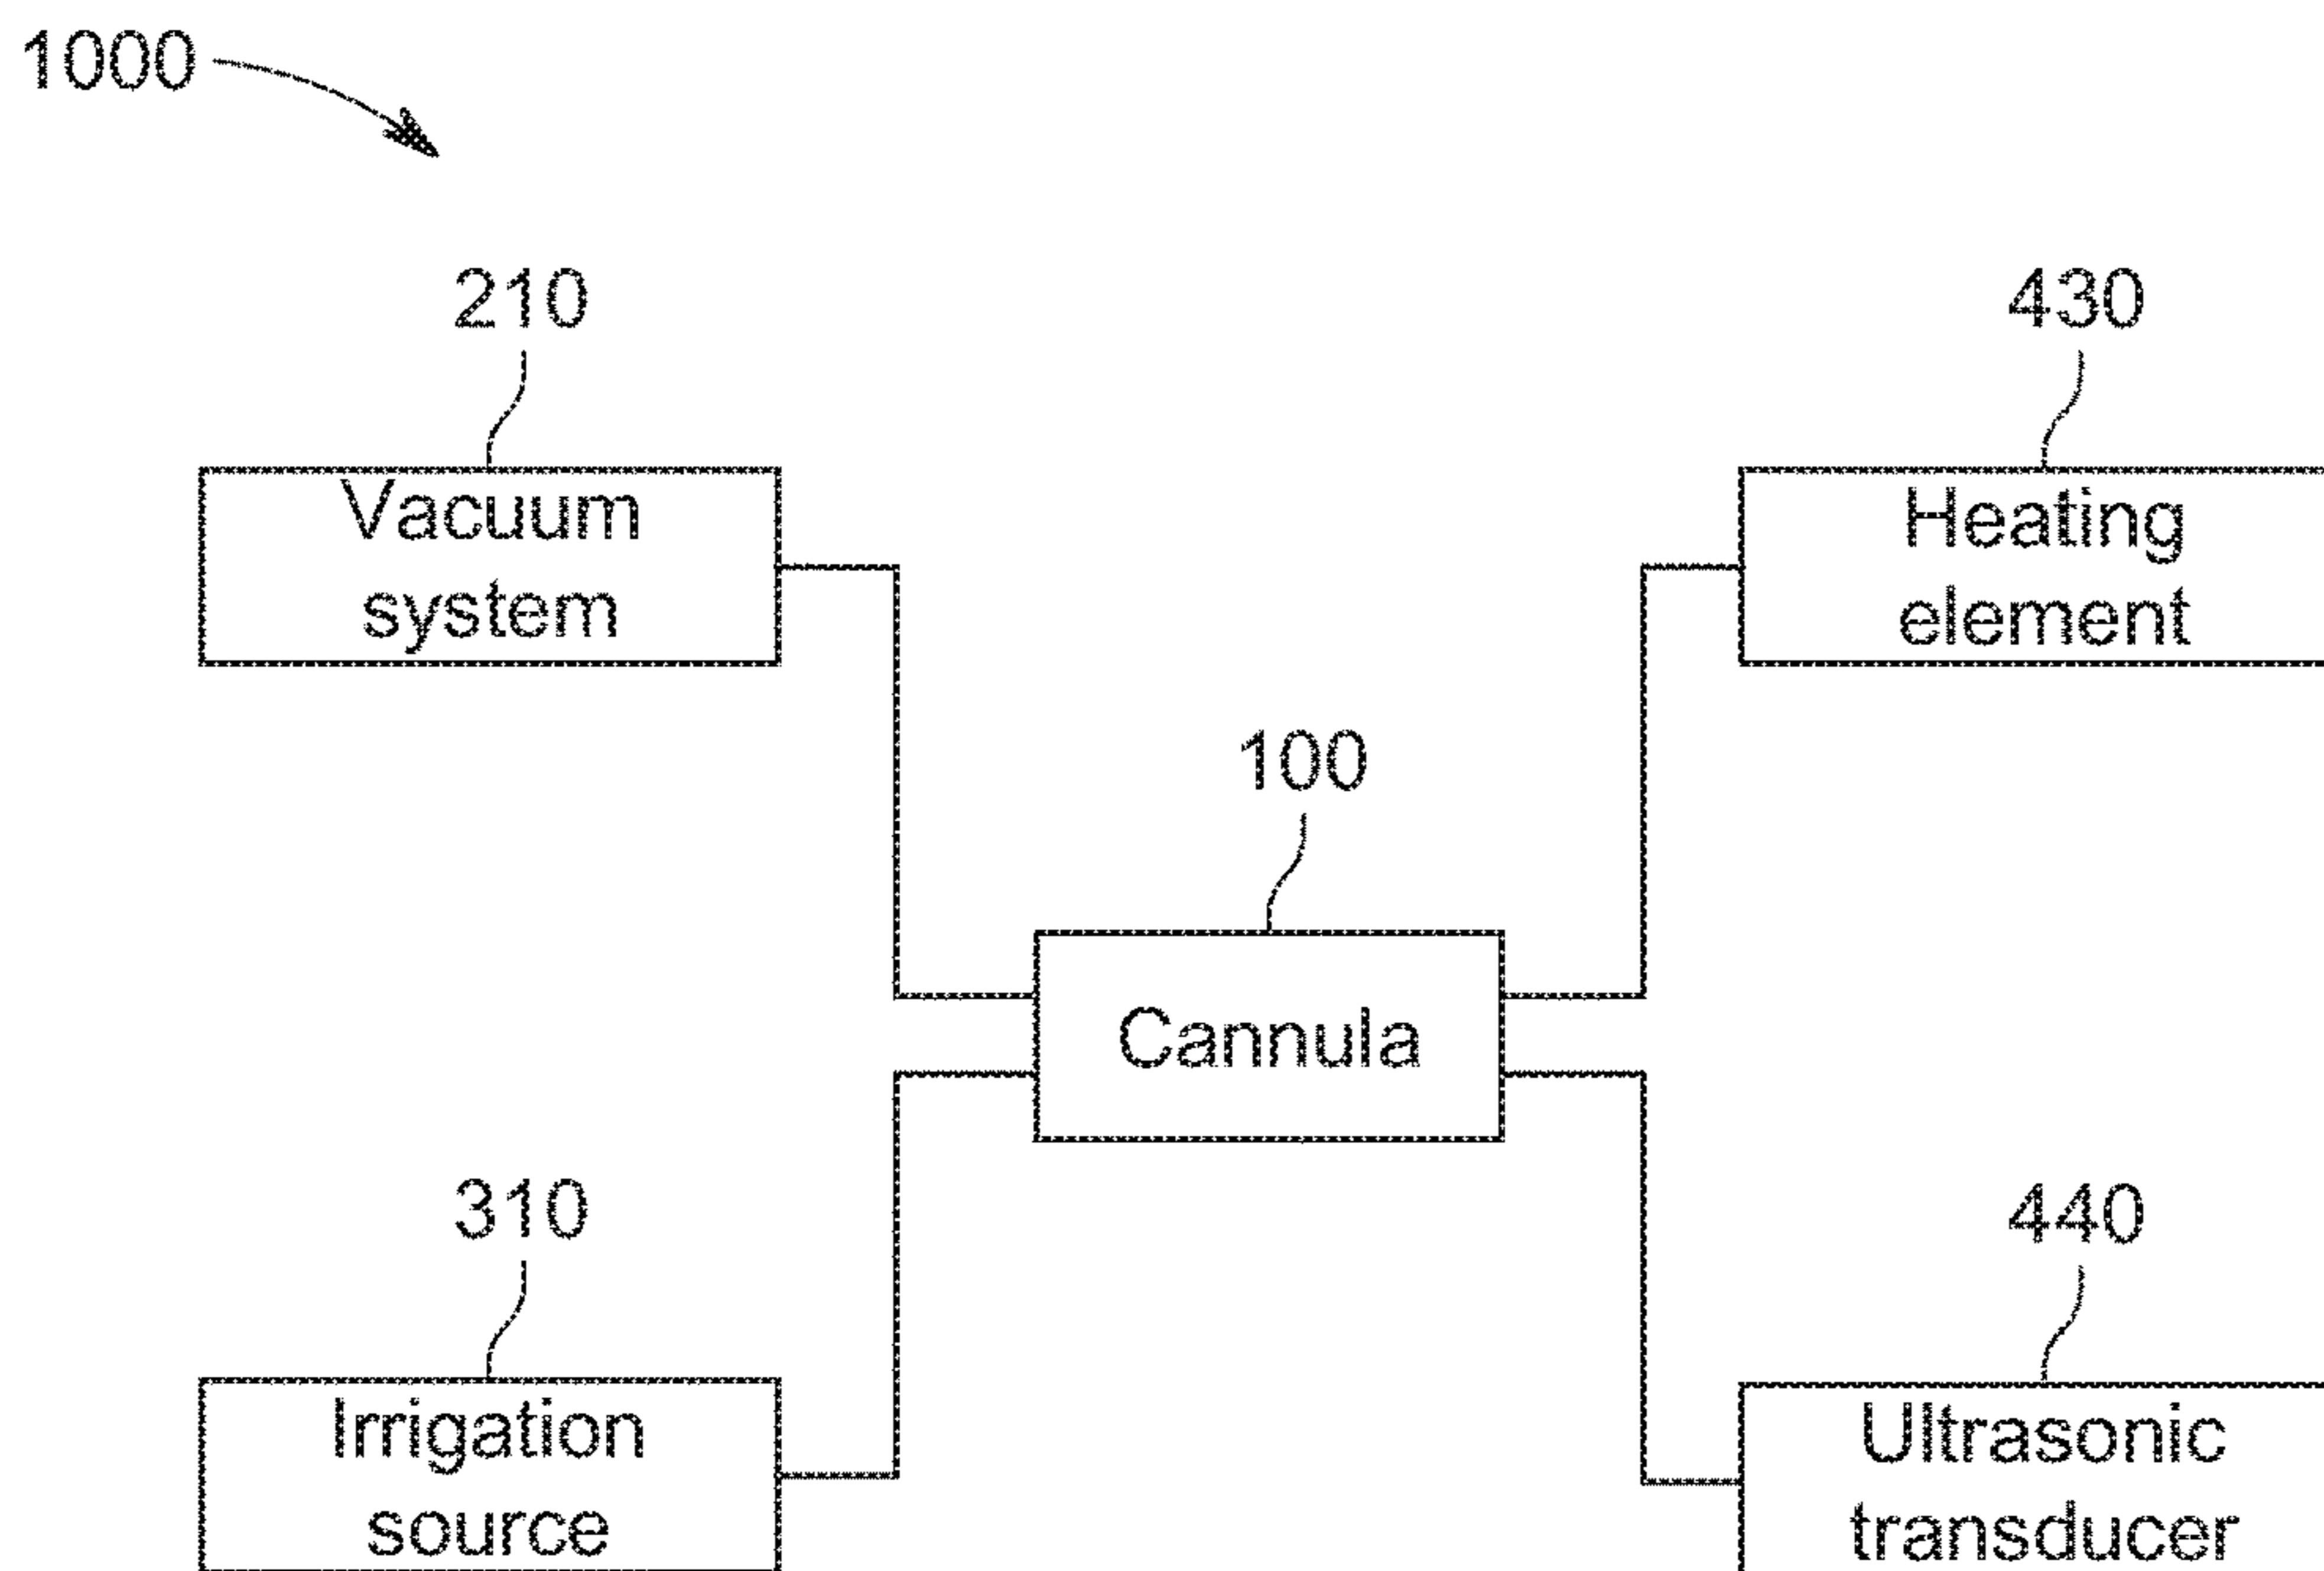 1000
210
430
Vacuum
system
Heating
element
100
Cannula
310
440
Irrigation
source
Ultrasonic
transducer